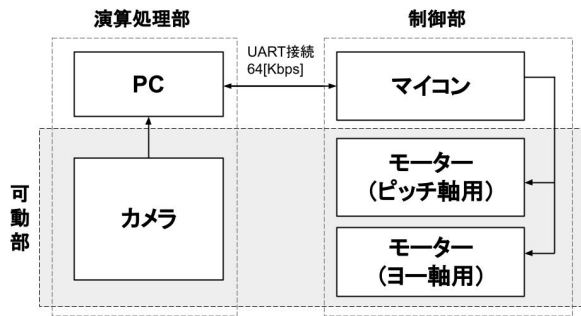 演算処理部
制御部
UART接続
64[Kbps]
PC
マイコン
可動部
カメラ
モーター
(ピッチ軸用)
モーター
(ヨー軸用)